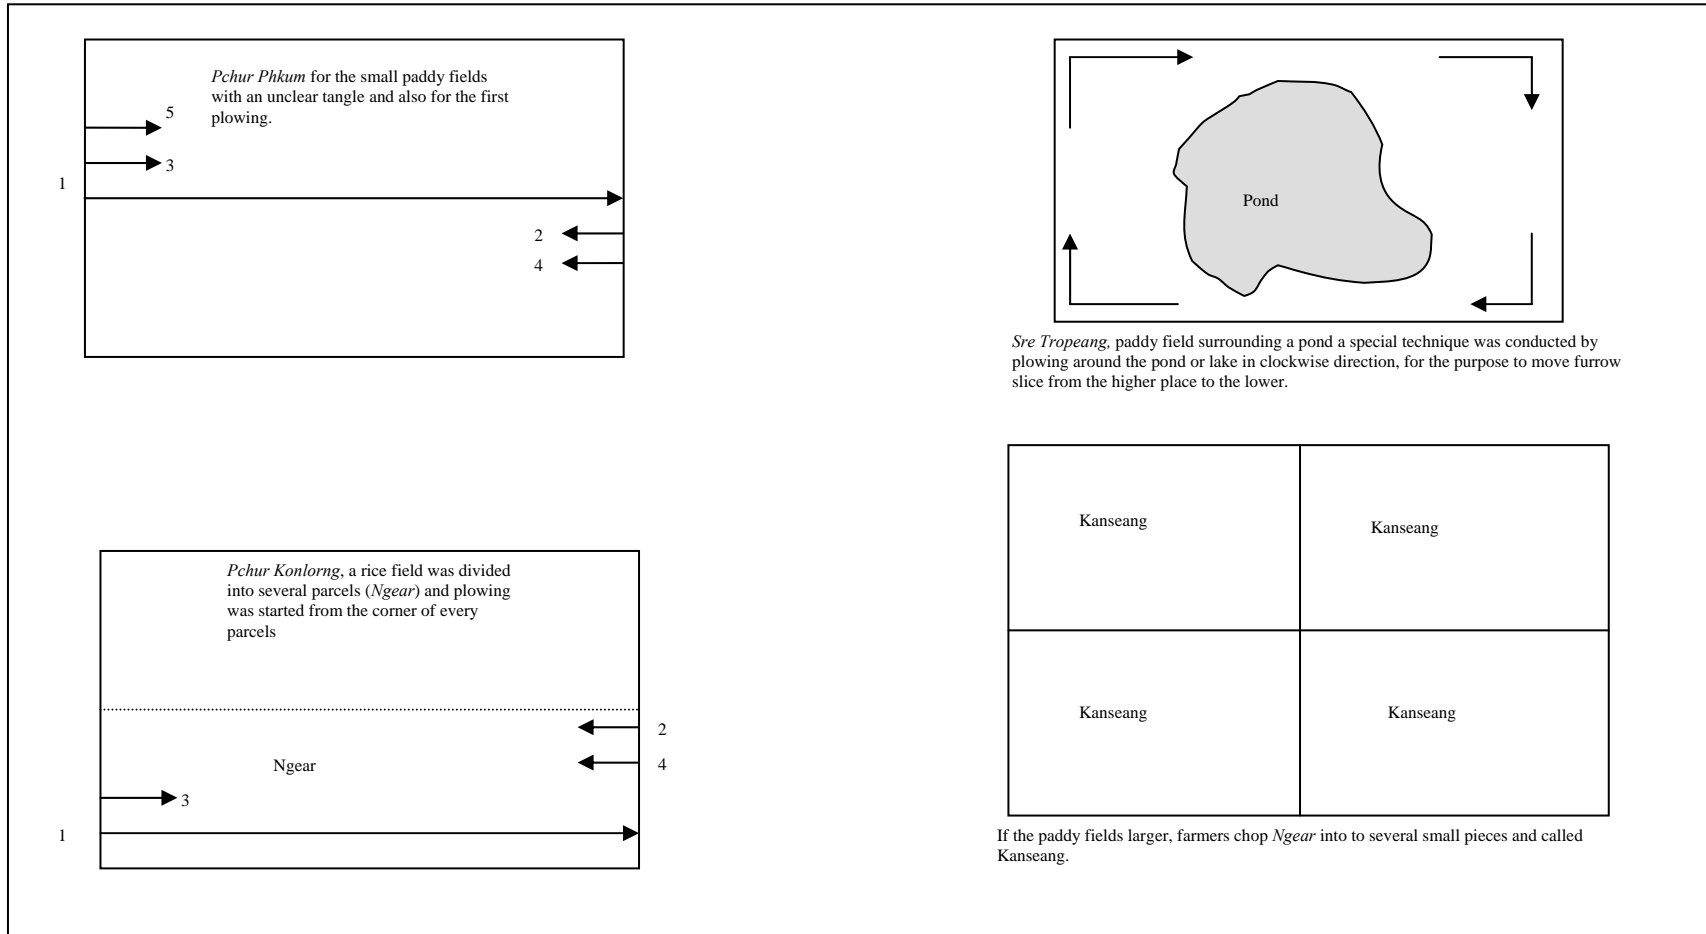 Pchur Phkum for the small paddy fields
with an unclear tangle and also for the first
plowing.
5
3
1
2
4
Pond
Sre Tropeang, paddy field surrounding a pond a special technique was conducted by
plowing around the pond or lake in clockwise direction, for the purpose to move furrow
slice from the higher place to the lower.
Pchur Konlorng, a rice field was divided
into several parcels (Ngear) and plowing
was started from the corner of every
parcels
2
4
Ngear
3
1
Kanseang
Kanseang
Kanseang
Kanseang
If the paddy fields larger, farmers chop Ngear into to several small pieces and called
Kanseang.